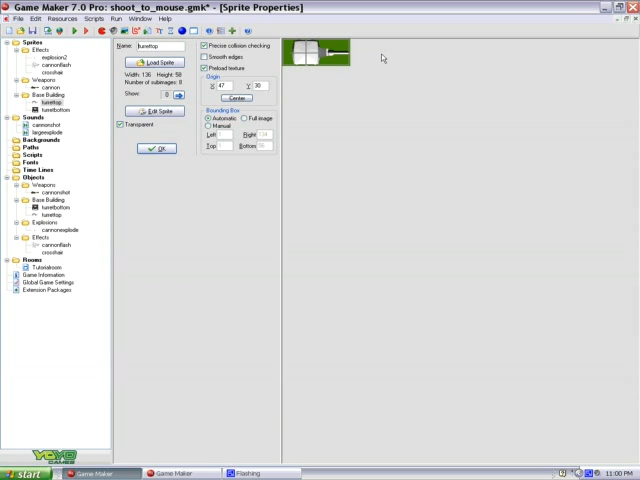 Game Maker 7.0 Pro: shoot_to_mouse.gmk* - [Sprite Properties]
File Edit Resources Scripts Run Window Help
Sprites
Effects
explosion2
cannonflash
crosshair
Weapons
cannon
Base Building
turrettop
turretbottom
Sounds
cannonshot
largeexplode
Backgrounds
Paths
Scripts
Fonts
Time Lines
Objects
Weapons
cannonshot
Base Building
turretbottom
turrettop
Explosions
cannonexplode
Effects
cannonflash
crosshair
Rooms
Tutorialroom
Game Information
Global Game Settings
Extension Packages
YOYO
GAMES
Name: turrettop
Load Sprite
Width: 136 Height: 58
Number of subimages: 8
Show: 0
Edit Sprite
Transparent
OK
Precise collision checking
Smooth edges
Preload texture
Origin
X 47 Y 30
Center
Bounding Box
Automatic Full image
Manual
Left Right 134
Top Bottom 56
start Game Maker Game Maker Flashing 11:00 PM